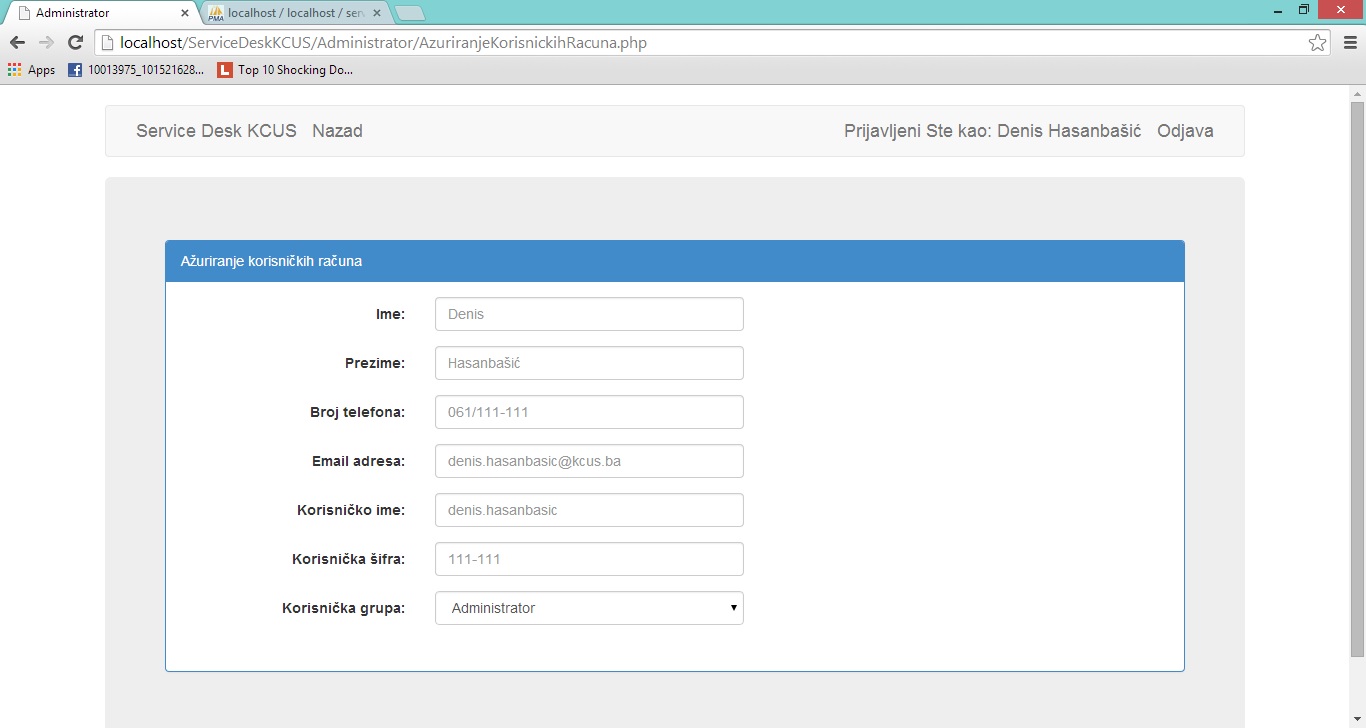 Administrator
localhost / localhost / serv
localhost/ServiceDeskKCUS/Administrator/AzuriranjeKorisnickihRacuna.php
Apps 10013975_101521628... Top 10 Shocking Do...
Service Desk KCUS Nazad Prijavljeni Ste kao: Denis Hasanbašić Odjava
Ažuriranje korisničkih računa
Ime: Denis
Prezime: Hasanbašić
Broj telefona: 061/111-111
Email adresa: denis.hasanbasic@kcus.ba
Korisničko ime: denis.hasanbasic
Korisnička šifra: 111-111
Korisnička grupa: Administrator